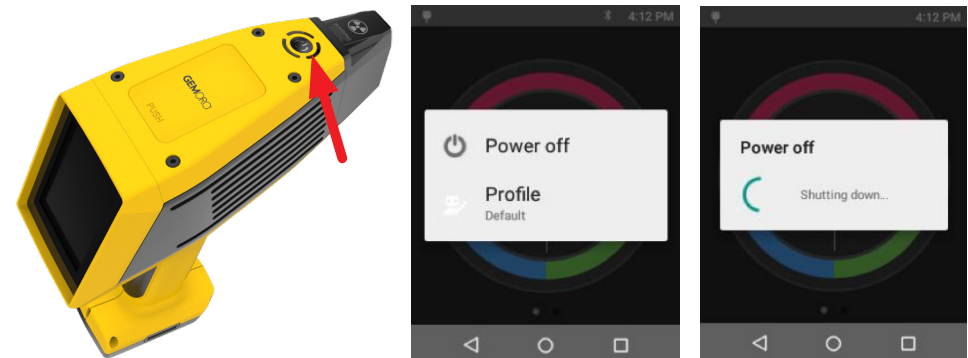 GEMORO
PUSH
4:12 PM
Power off
Profile
Default
4:12 PM
Power off
Shutting down...